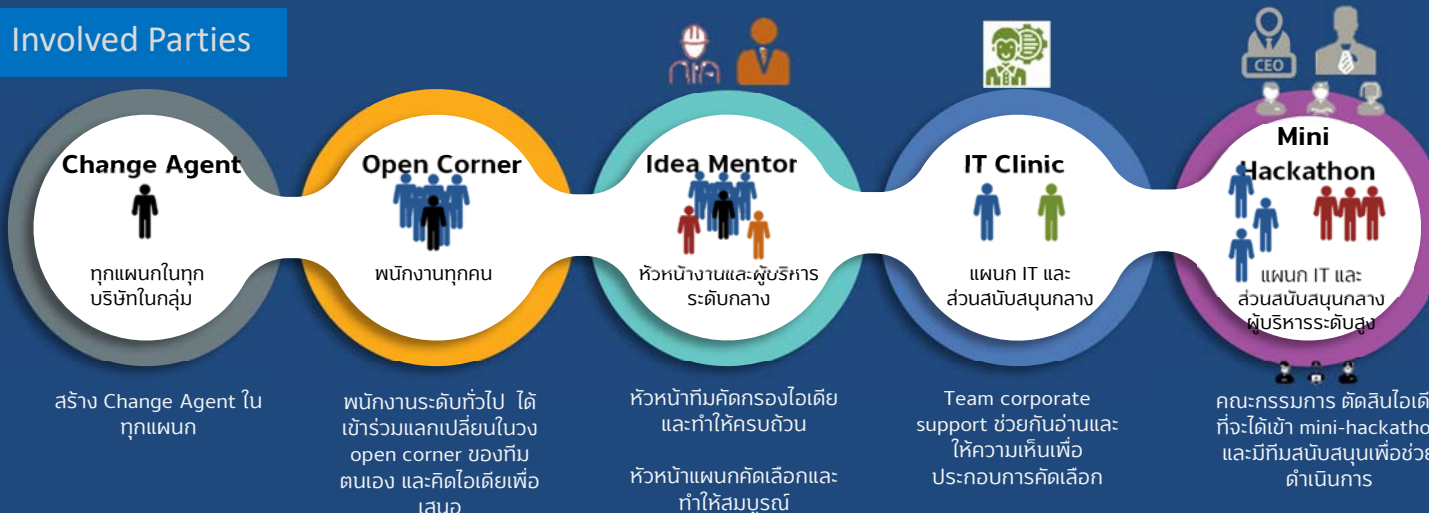 Involved Parties
CEO
Change Agent
ทุกแผนกในทุก
บริษัทในกลุ่ม
สร้าง Change Agent ใน
ทุกแผนก
Open Corner
พนักงานทุกคน
พนักงานระดับทั่วไป ได้
เข้าร่วมแลกเปลี่ยนในวง
open corner ของทีม
ตนเอง และคิดไอเดียเพื่อ
เสนอ
Idea Mentor
หัวหน้างานและผู้บริหาร
ระดับกลาง
หัวหน้าทีมคัดกรองไอเดีย
และทำให้ครบถ้วน
หัวหน้าแผนกคัดเลือกและ
ทำให้สมบูรณ์
IT Clinic
แผนก IT และ
ส่วนสนับสนุนกลาง
Team corporate
support ช่วยกันอ่านและ
ให้ความเห็นเพื่อ
ประกอบการคัดเลือก
Mini
Hackathon
แผนก IT และ
ส่วนสนับสนุนกลาง
ผู้บริหารระดับสูง
คณะกรรมการ ตัดสินไอเดีย
ที่จะได้เข้า mini-hackatho
และมีทีมสนับสนุนเพื่อช่วย
ดำเนินการ